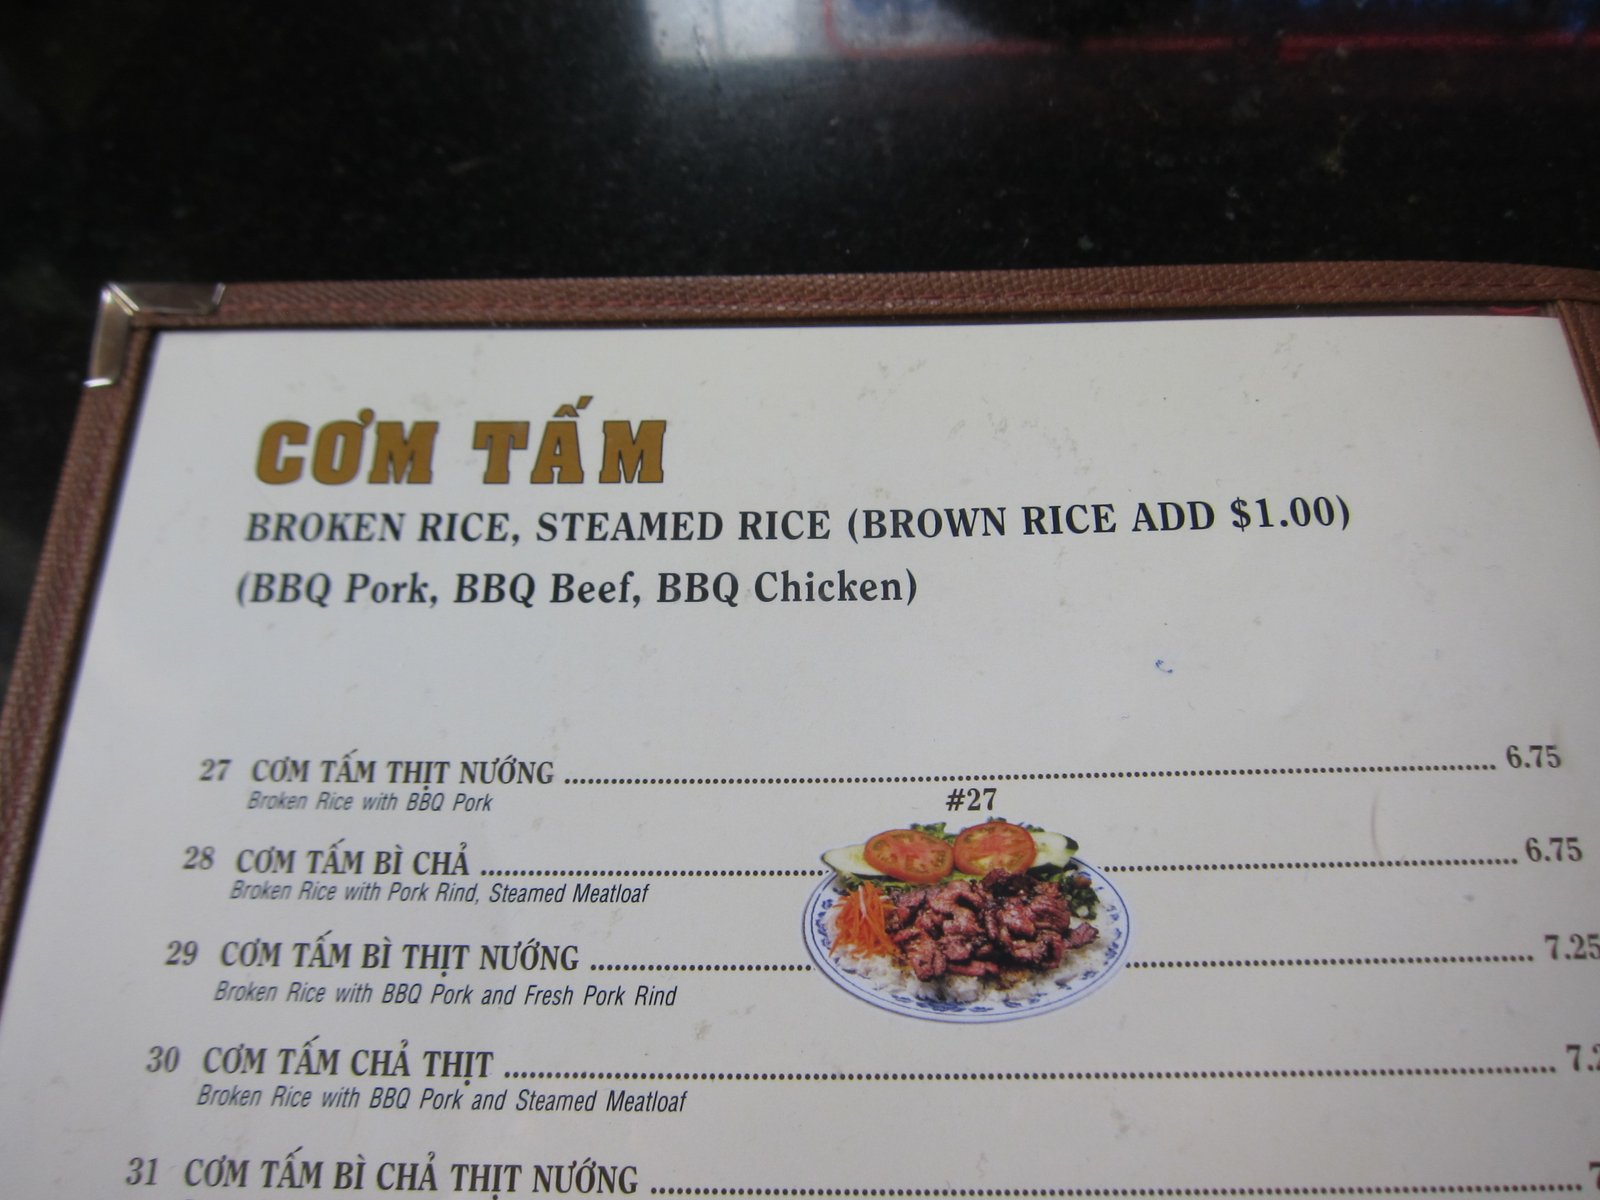 CƠM TẤM
BROKEN RICE, STEAMED RICE (BROWN RICE ADD $1.00)
(BBQ Pork, BBQ Beef, BBQ Chicken)
27 CƠM TẤM THỊT NƯỚNG 6.75
Broken Rice with BBQ Pork
#27
28 CƠM TẤM BÌ CHẢ 6.75
Broken Rice with Pork Rind, Steamed Meatloaf
29 CƠM TẤM BÌ THỊT NƯỚNG 7.25
Broken Rice with BBQ Pork and Fresh Pork Rind
30 CƠM TẤM CHẢ THỊT
Broken Rice with BBQ Pork and Steamed Meatloaf
31 CƠM TẤM BÌ CHẢ THỊT NƯỚNG